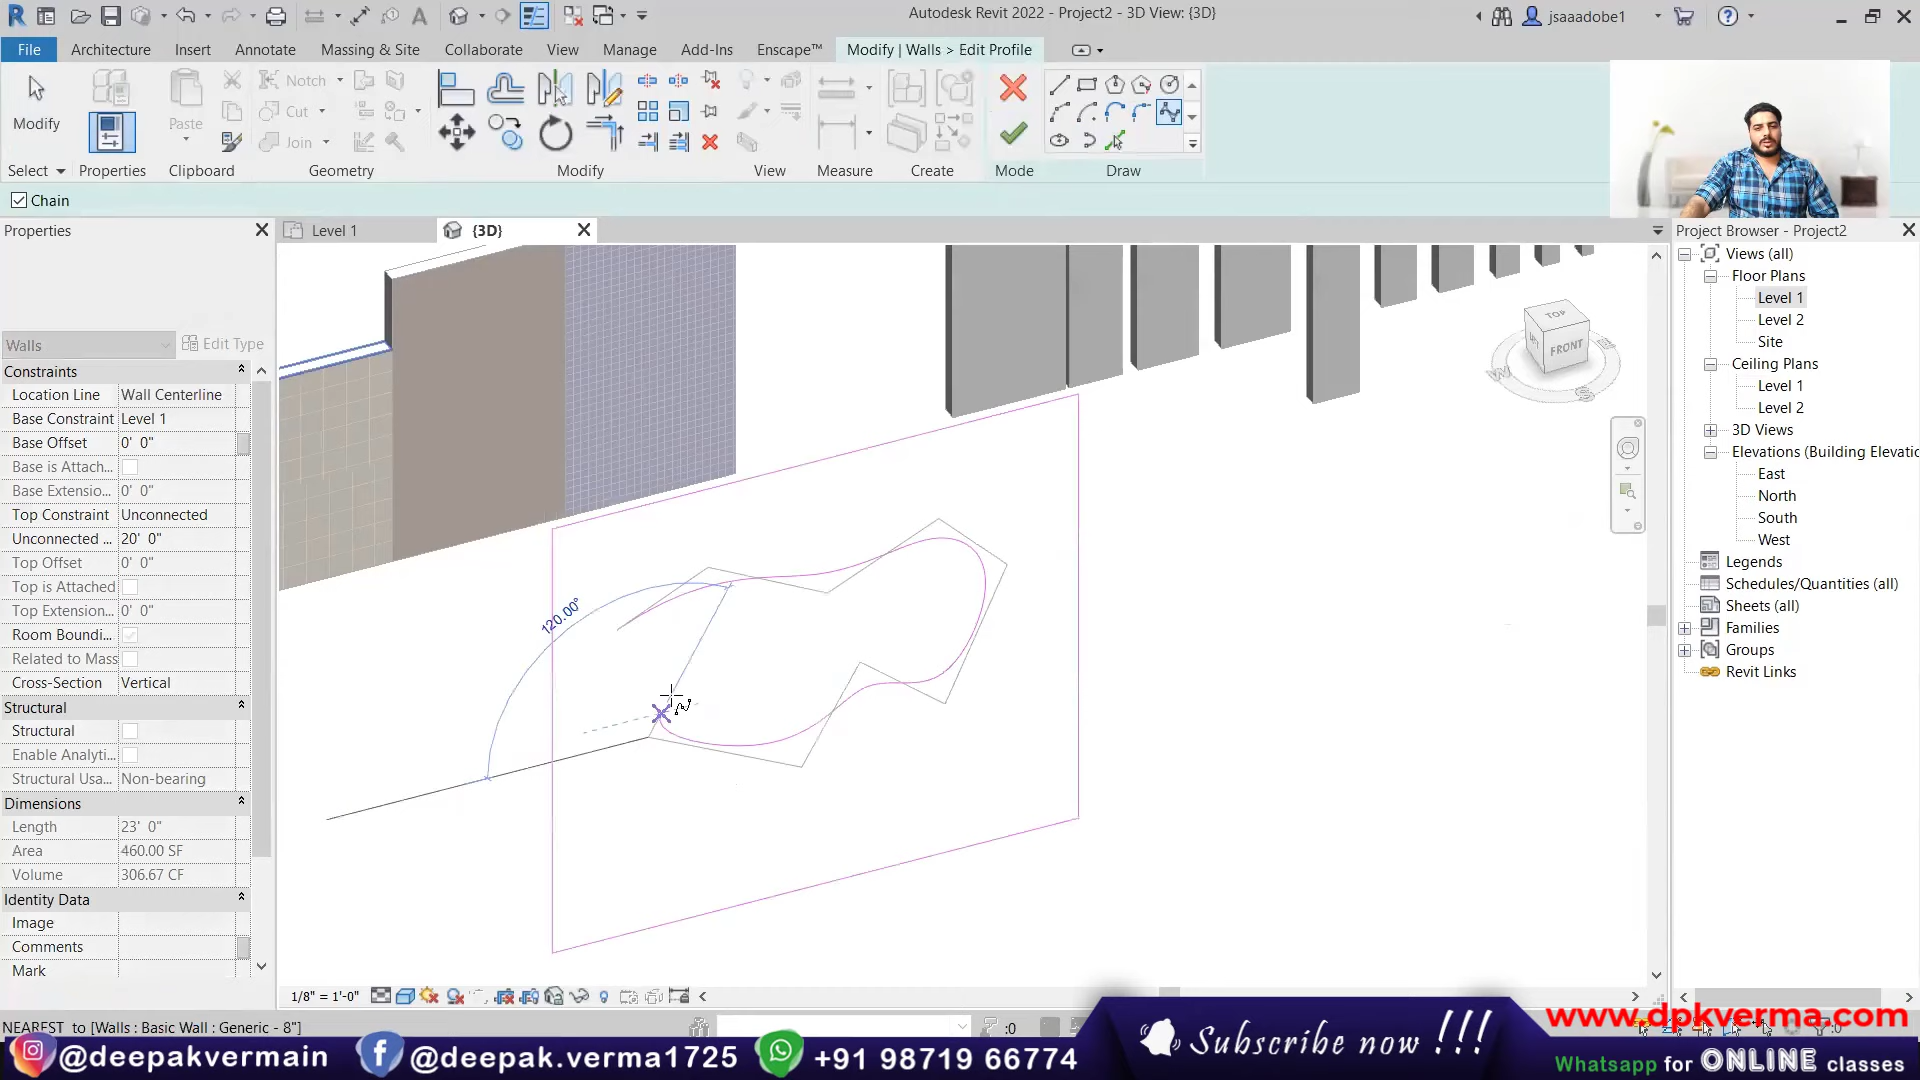 Autodesk Revit 2022 - Project2 - 3D View: {3D}
jsaaadobe1
File Architecture Insert Annotate Massing & Site Collaborate View Manage Add-Ins Enscape™ Modify | Walls > Edit Profile
Modify
Paste
Notch
Cut
Join
Select Properties Clipboard Geometry Modify View Measure Create Mode Draw
Chain
Properties
Level 1
{3D}
Walls
Edit Type
Constraints
Location Line Wall Centerline
Base Constraint Level 1
Base Offset 0' 0"
Base is Attach...
Base Extensio... 0' 0"
Top Constraint Unconnected
Unconnected ... 20' 0"
Top Offset 0' 0"
Top is Attached
Top Extension... 0' 0"
Room Boundi...
Related to Mass
Cross-Section Vertical
Structural
Structural
Enable Analyti...
Structural Usa... Non-bearing
Dimensions
Length 23' 0"
Area 460.00 SF
Volume 306.67 CF
Identity Data
Image
Comments
Mark
120.00°
TOP
FRONT
W
S
Project Browser - Project2
Views (all)
Floor Plans
Level 1
Level 2
Site
Ceiling Plans
Level 1
Level 2
3D Views
Elevations (Building Elevatic
East
North
South
West
Legends
Schedules/Quantities (all)
Sheets (all)
Families
Groups
Revit Links
1/8" = 1'-0"
NEAREST to [Walls : Basic Wall : Generic - 8"]
:0
:0
@deepakvermain
@deepak.verma1725
+91 98719 66774
Subscribe now !!!
www.dpkverma.com
Whatsapp for ONLINE classes